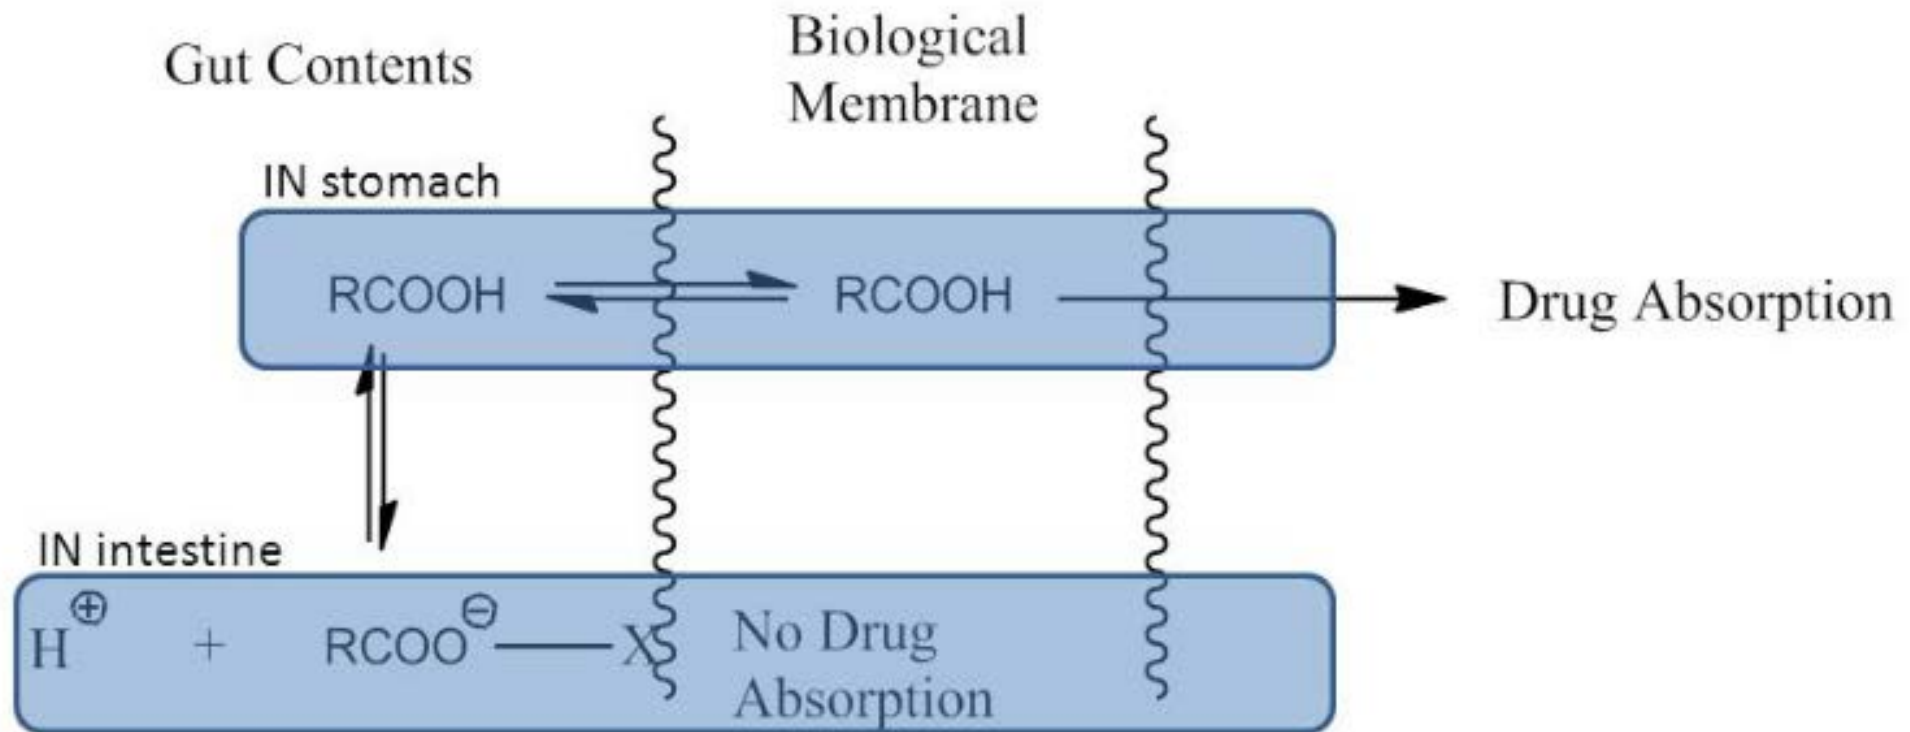 Gut Contents
Biological
Membrane
IN stomach
RCOOH
RCOOH
Drug Absorption
IN intestine
H⊕ + RCOO⊖—X
No Drug
Absorption